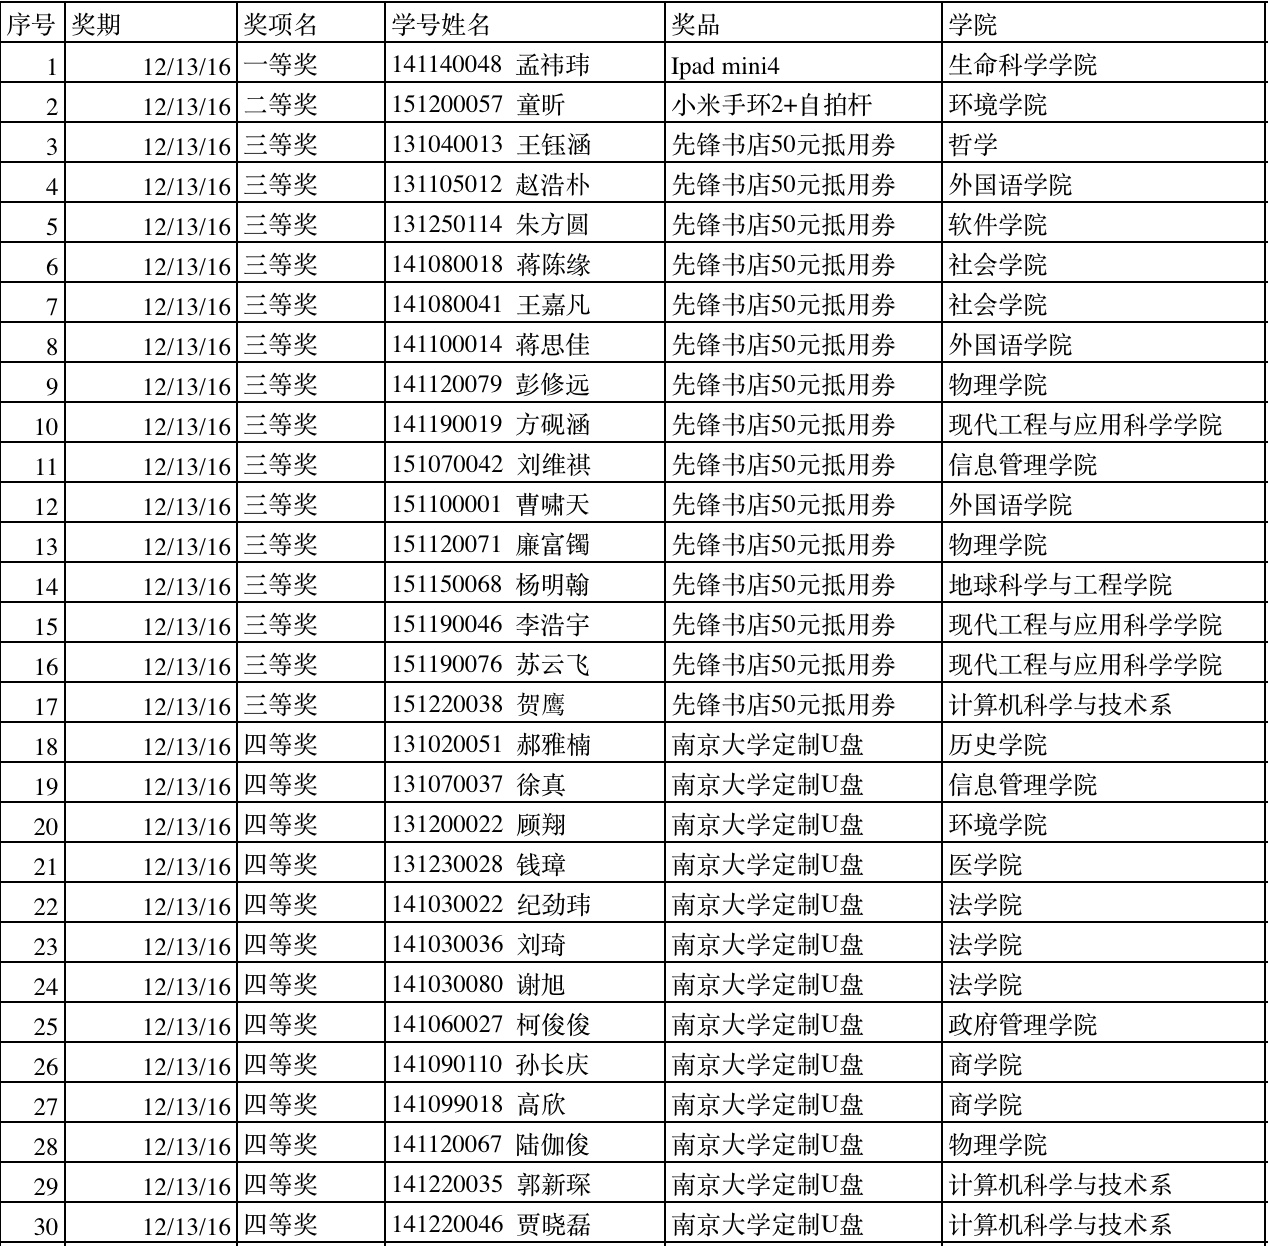 序号 奖期 奖项名 学号姓名 奖品 学院
1 12/13/16 一等奖 141140048 孟祎玮 Ipad mini4 生命科学学院
2 12/13/16 二等奖 151200057 童昕 小米手环2+自拍杆 环境学院
3 12/13/16 三等奖 131040013 王钰涵 先锋书店50元抵用券 哲学
4 12/13/16 三等奖 131105012 赵浩朴 先锋书店50元抵用券 外国语学院
5 12/13/16 三等奖 131250114 朱方圆 先锋书店50元抵用券 软件学院
6 12/13/16 三等奖 141080018 蒋陈缘 先锋书店50元抵用券 社会学院
7 12/13/16 三等奖 141080041 王嘉凡 先锋书店50元抵用券 社会学院
8 12/13/16 三等奖 141100014 蒋思佳 先锋书店50元抵用券 外国语学院
9 12/13/16 三等奖 141120079 彭修远 先锋书店50元抵用券 物理学院
10 12/13/16 三等奖 141190019 方砚涵 先锋书店50元抵用券 现代工程与应用科学学院
11 12/13/16 三等奖 151070042 刘维祺 先锋书店50元抵用券 信息管理学院
12 12/13/16 三等奖 151100001 曹啸天 先锋书店50元抵用券 外国语学院
13 12/13/16 三等奖 151120071 廉富镯 先锋书店50元抵用券 物理学院
14 12/13/16 三等奖 151150068 杨明翰 先锋书店50元抵用券 地球科学与工程学院
15 12/13/16 三等奖 151190046 李浩宇 先锋书店50元抵用券 现代工程与应用科学学院
16 12/13/16 三等奖 151190076 苏云飞 先锋书店50元抵用券 现代工程与应用科学学院
17 12/13/16 三等奖 151220038 贺鹰 先锋书店50元抵用券 计算机科学与技术系
18 12/13/16 四等奖 131020051 郝雅楠 南京大学定制U盘 历史学院
19 12/13/16 四等奖 131070037 徐真 南京大学定制U盘 信息管理学院
20 12/13/16 四等奖 131200022 顾翔 南京大学定制U盘 环境学院
21 12/13/16 四等奖 131230028 钱璋 南京大学定制U盘 医学院
22 12/13/16 四等奖 141030022 纪劲玮 南京大学定制U盘 法学院
23 12/13/16 四等奖 141030036 刘琦 南京大学定制U盘 法学院
24 12/13/16 四等奖 141030080 谢旭 南京大学定制U盘 法学院
25 12/13/16 四等奖 141060027 柯俊俊 南京大学定制U盘 政府管理学院
26 12/13/16 四等奖 141090110 孙长庆 南京大学定制U盘 商学院
27 12/13/16 四等奖 141099018 高欣 南京大学定制U盘 商学院
28 12/13/16 四等奖 141120067 陆伽俊 南京大学定制U盘 物理学院
29 12/13/16 四等奖 141220035 郭新琛 南京大学定制U盘 计算机科学与技术系
30 12/13/16 四等奖 141220046 贾晓磊 南京大学定制U盘 计算机科学与技术系